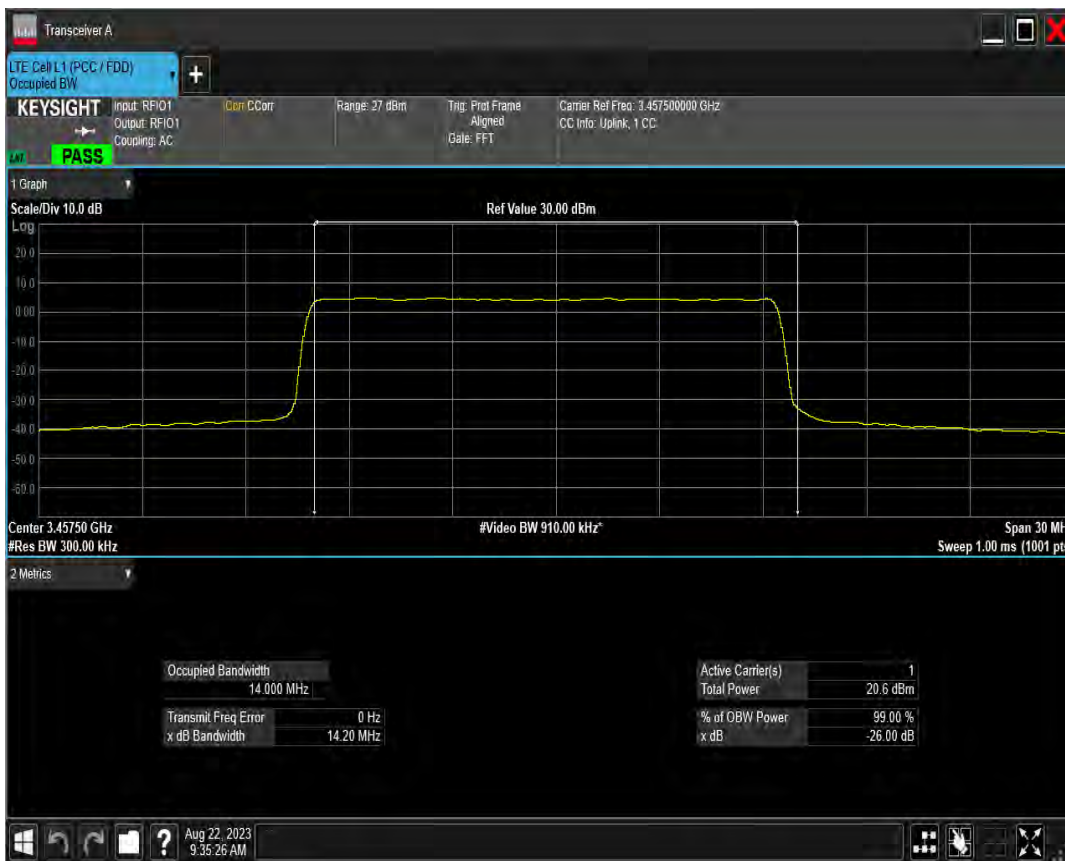 Transceiver A
LTE Cell L1 (PCC / FDD)
Occupied BW
KEYSIGHT
Input: RFIO1
Output: RFIO1
Coupling: AC
Corr CCorr
Range: 27 dBm
Trig: Prot Frame
Aligned
Gate: FFT
Carrier Ref Freq: 3.457500000 GHz
CC Info: Uplink, 1 CC
PASS
1 Graph
Scale/Div 10.0 dB
Ref Value 30.00 dBm
Log
20.0
10.0
0.00
-10.0
-20.0
-30.0
-40.0
-50.0
-60.0
Center 3.45750 GHz
#Video BW 910.00 kHz*
Span 30 MH
#Res BW 300.00 kHz
Sweep 1.00 ms (1001 pts
2 Metrics
Occupied Bandwidth
14.000 MHz
Transmit Freq Error 0 Hz
x dB Bandwidth 14.20 MHz
Active Carrier(s) 1
Total Power 20.6 dBm
% of OBW Power 99.00 %
x dB -26.00 dB
Aug 22, 2023
9:35:26 AM